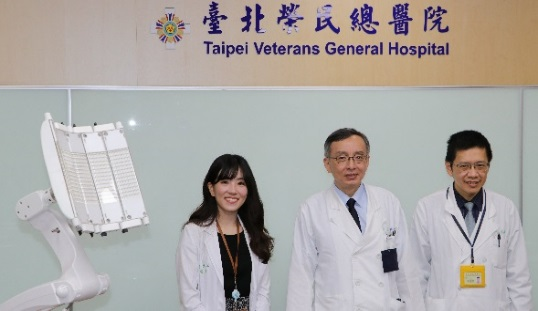 臺北榮民總醫院
Taipei Veterans General Hospital